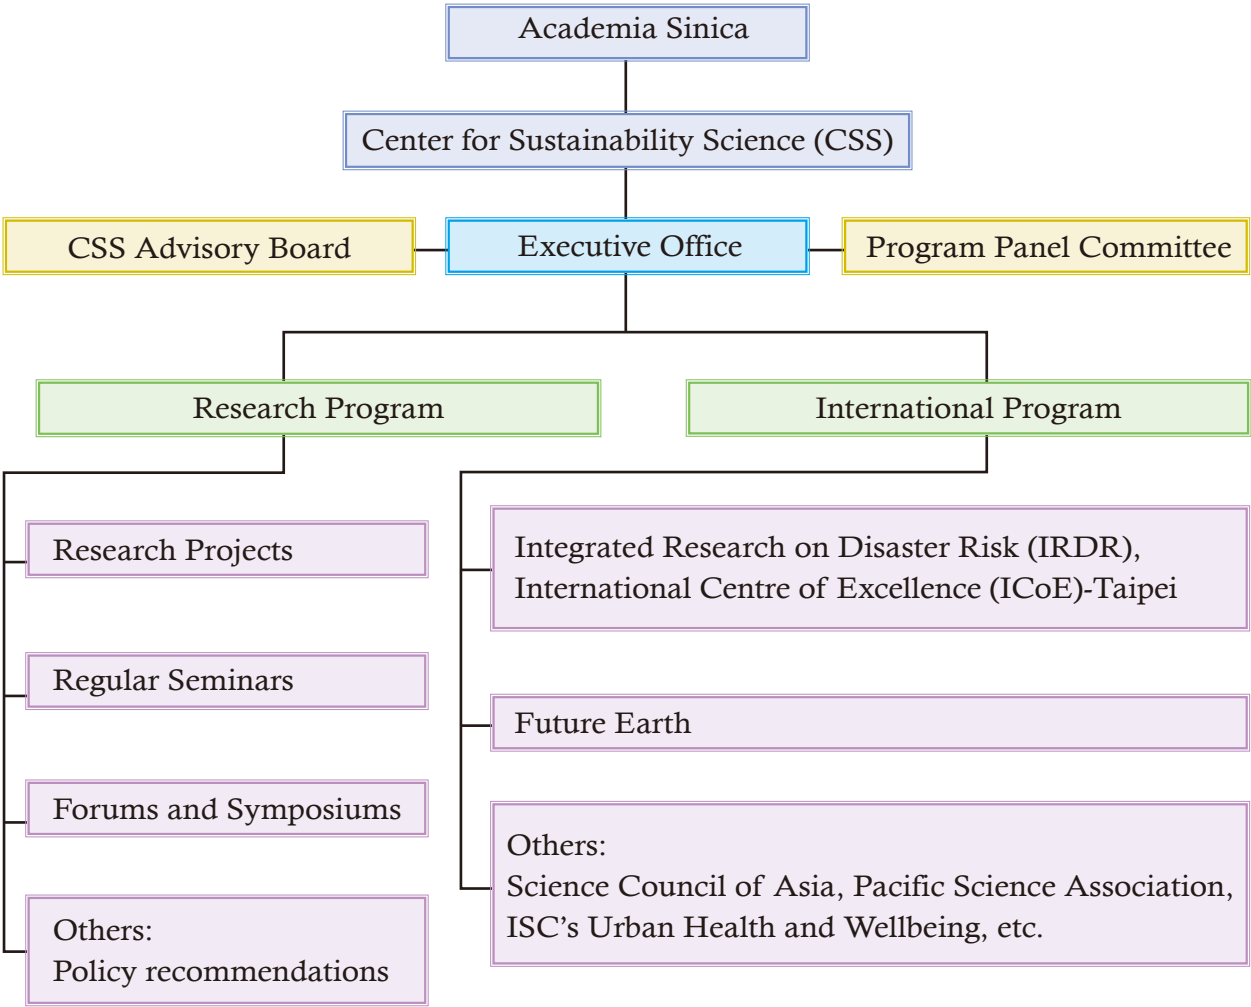 Academia Sinica
Center for Sustainability Science (CSS)
CSS Advisory Board
Executive Office
Program Panel Committee
Research Program
International Program
Research Projects
Regular Seminars
Forums and Symposiums
Others:
Policy recommendations
Integrated Research on Disaster Risk (IRDR),
International Centre of Excellence (ICoE)-Taipei
Future Earth
Others:
Science Council of Asia, Pacific Science Association,
ISC's Urban Health and Wellbeing, etc.